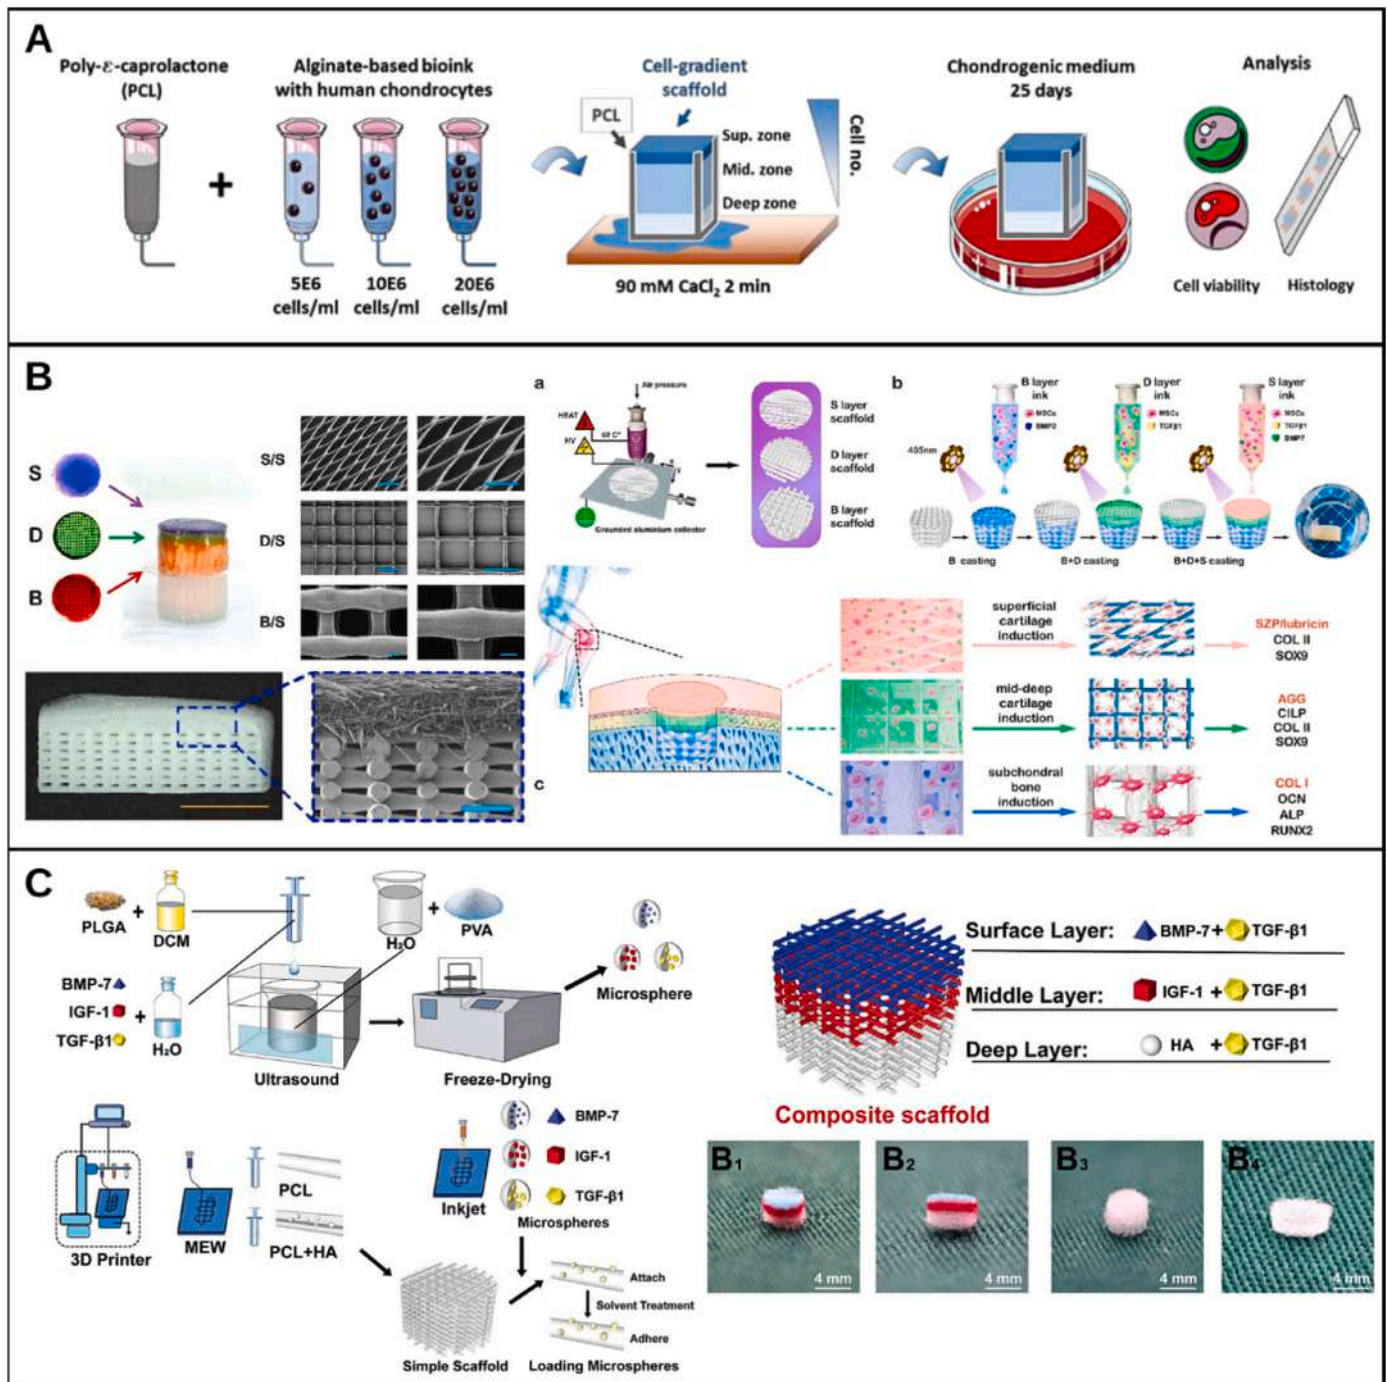 A
Poly-ε-caprolactone
(PCL)
Alginate-based bioink
with human chondrocytes
Cell-gradient
scaffold
PCL
Sup. zone
Mid. zone
Deep zone
Cell no.
Chondrogenic medium
25 days
Analysis
+
5E6
cells/ml
10E6
cells/ml
20E6
cells/ml
90 mM CaCl₂ 2 min
Cell viability
Histology
B
S
D
B
S/S
D/S
B/S
a
Air pressure
HEAT
HV
Grounded aluminium collector
S layer
scaffold
D layer
scaffold
B layer
scaffold
b
B layer
ink
MSCs
BMP2
D layer
ink
MSCs
TGFβ1
S layer
ink
MSCs
TGFβ1
BMP7
405nm
B casting
B+D casting
B+D+S casting
c
superficial
cartilage
induction
SZP/lubricin
COL II
SOX9
mid-deep
cartilage
induction
AGG
CILP
COL II
SOX9
subchondral
bone
induction
COL I
OCN
ALP
RUNX2
C
PLGA
+
DCM
H₂O
+
PVA
BMP-7
IGF-1
TGF-β1
+
H₂O
Ultrasound
Freeze-Drying
Microsphere
Surface Layer: BMP-7+ TGF-β1
Middle Layer: IGF-1 + TGF-β1
Deep Layer: HA + TGF-β1
Composite scaffold
3D Printer
MEW
PCL
PCL+HA
Inkjet
BMP-7
IGF-1
TGF-β1
Microspheres
Simple Scaffold
Attach
Solvent Treatment
Adhere
Loading Microspheres
B₁
4 mm
B₂
4 mm
B₃
4 mm
B₄
4 mm